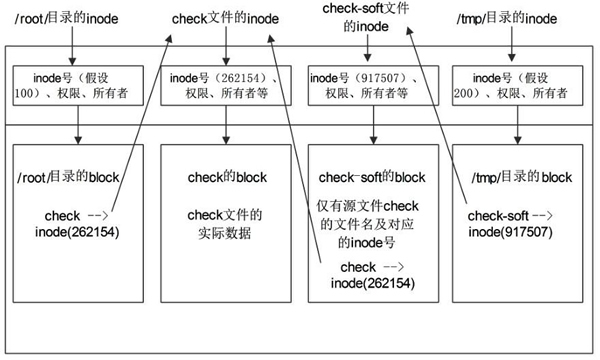 /root/目录的inode
check文件的inode
check-soft文件
的inode
/tmp/目录的inode
inode号（假设
100）、权限、所有者
inode号（262154）、
权限、所有者等
inode号（917507）、
权限、所有者等
inode号（假设
200）、权限、所有者
/root/目录的block
check -->
inode(262154)
check的block
check文件的
实际数据
check-soft的block
仅有源文件check
的文件名及对应
的inode号
check -->
inode(262154)
/tmp/目录的block
check-soft -->
inode(917507)